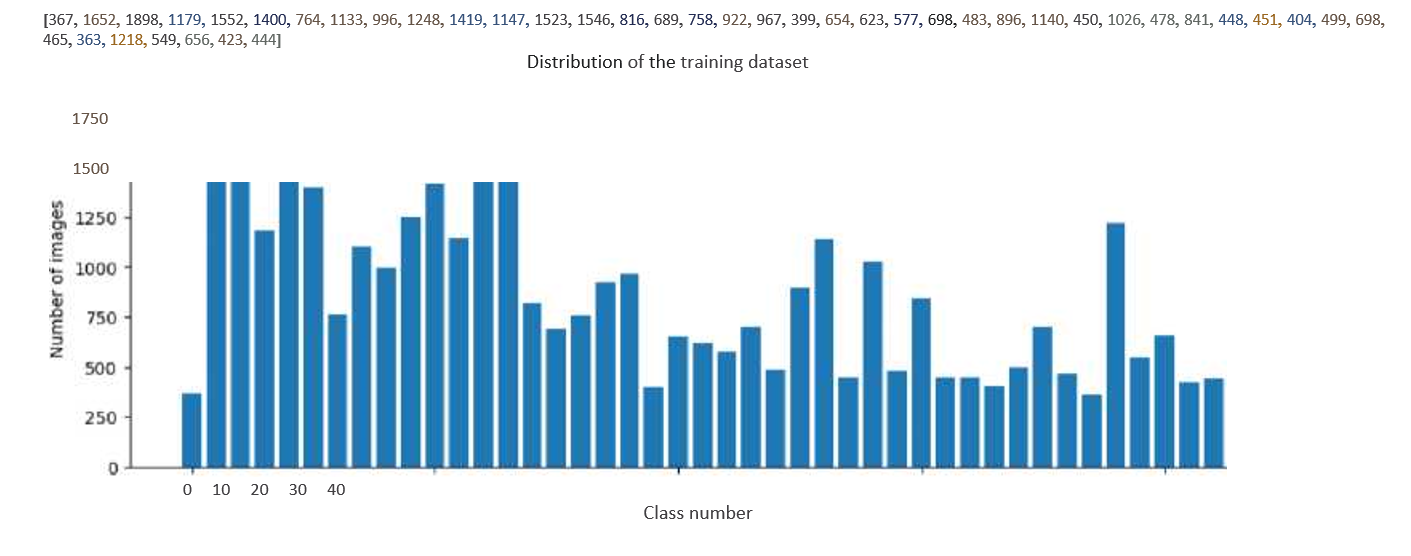 [367, 1652, 1898, 1179, 1552, 1400, 764, 1133, 996, 1248, 1419, 1147, 1523, 1546, 816, 689, 758, 922, 967, 399, 654, 623, 577, 698, 483, 896, 1140, 450, 1026, 478, 841, 448, 451, 404, 499, 698,
465, 363, 1218, 549, 656, 423, 444]
Distribution of the training dataset
1750
1500
1250
1000
750
500
250
0
Number of images
0 10 20 30 40
Class number